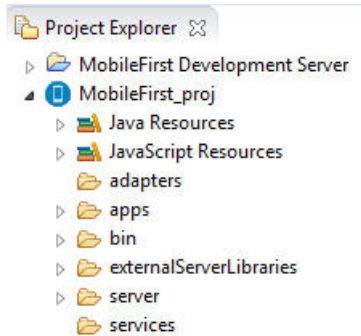 Project Explorer
MobileFirst Development Server
MobileFirst_proj
Java Resources
JavaScript Resources
adapters
apps
bin
externalServerLibraries
server
services